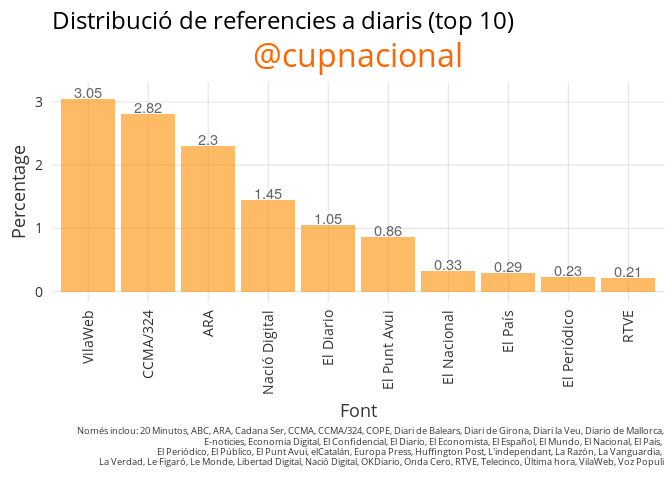 Distribució de referencies a diaris (top 10)
@cupnacional
Percentage
3
2
1
0
3.05
2.82
2.3
1.45
1.05
0.86
0.33
0.29
0.23
0.21
VilaWeb
CCMA/324
ARA
Nació Digital
El Diario
El Punt Avui
El Nacional
El País
El Periódico
RTVE
Font
Només inclou: 20 Minutos, ABC, ARA, Cadana Ser, CCMA, CCMA/324, COPE, Diari de Balears, Diari de Girona, Diari la Veu, Diario de Mallorca,
E-noticies, Economia Digital, El Confidencial, El Diario, El Economista, El Español, El Mundo, El Nacional, El País,
El Periódico, El Público, El Punt Avui, elCatalán, Europa Press, Huffington Post, L'independant, La Razón, La Vanguardia,
La Verdad, Le Figaró, Le Monde, Libertad Digital, Nació Digital, OKDiario, Onda Cero, RTVE, Telecinco, Última hora, VilaWeb, Voz Populi